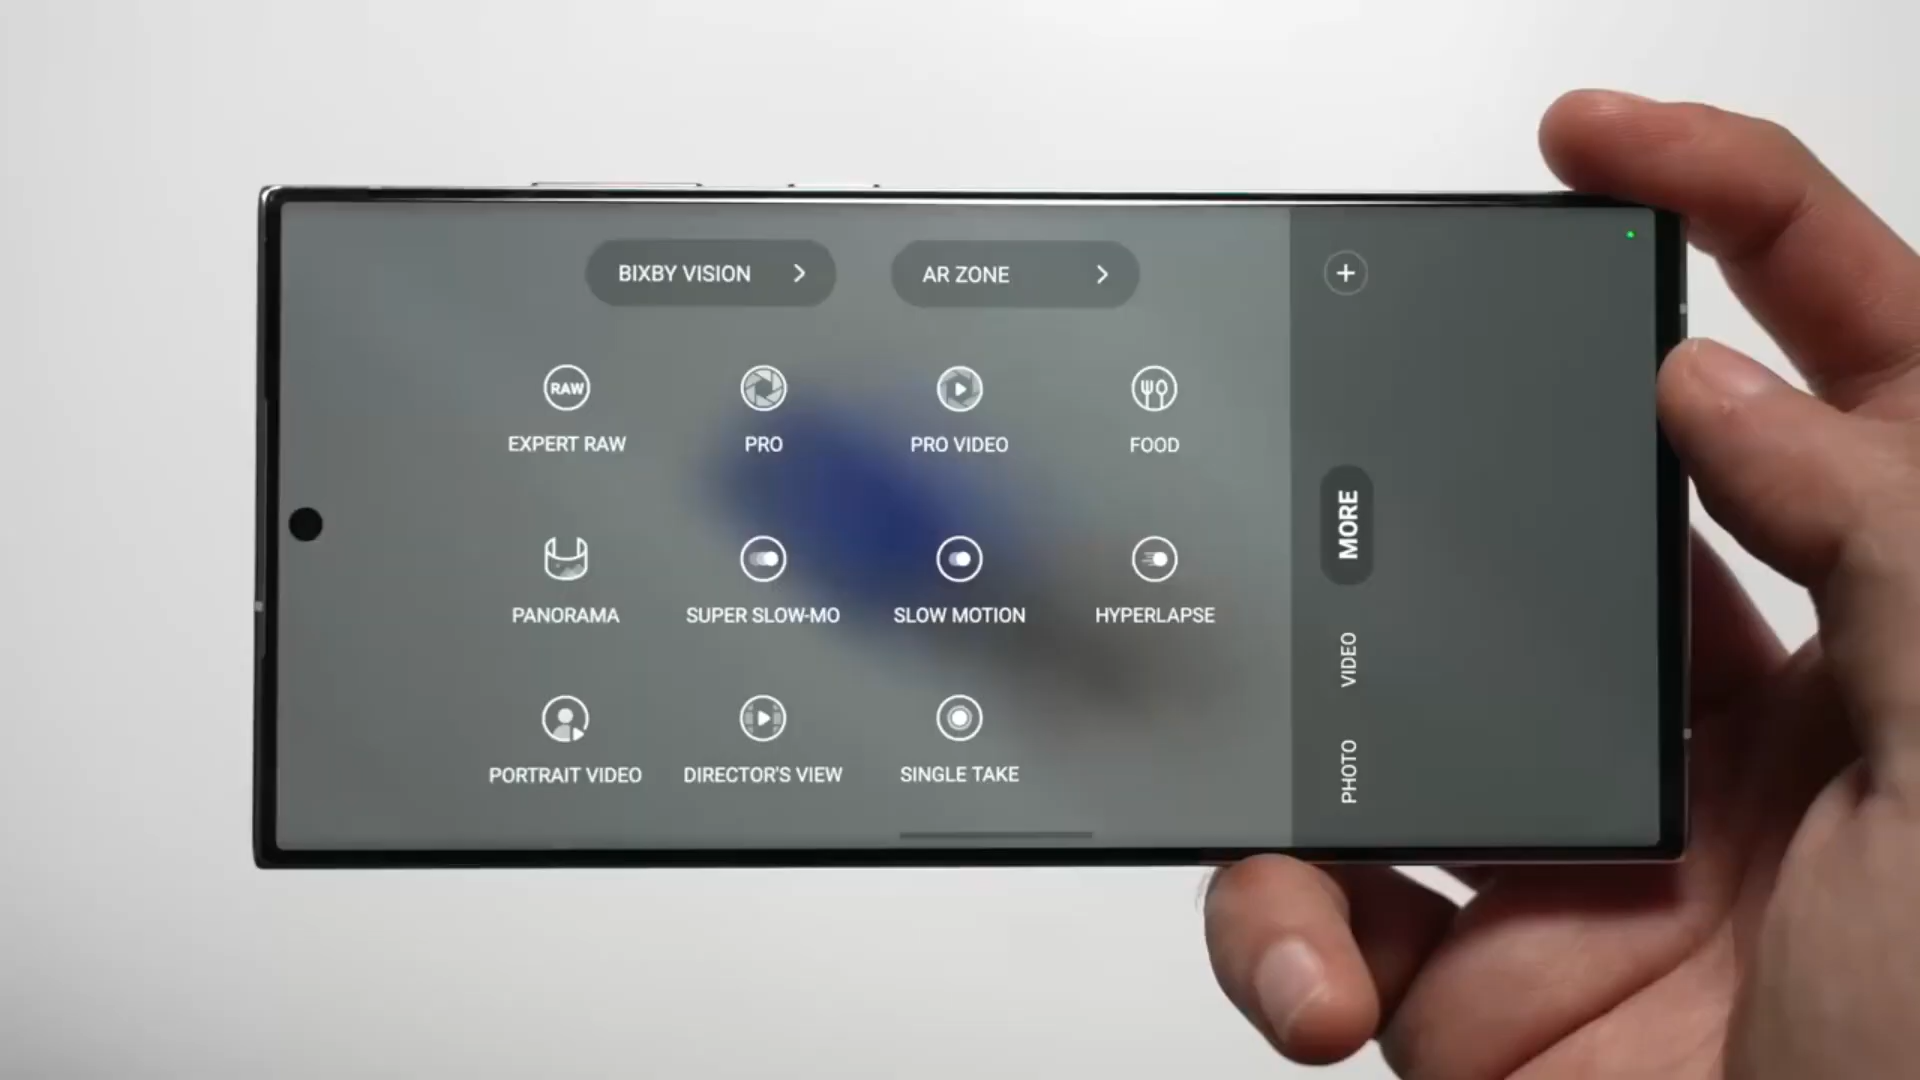 BIXBY VISION
AR ZONE
RAW
EXPERT RAW
PRO
PRO VIDEO
FOOD
PANORAMA
SUPER SLOW-MO
SLOW MOTION
HYPERLAPSE
PORTRAIT VIDEO
DIRECTOR'S VIEW
SINGLE TAKE
MORE
VIDEO
PHOTO